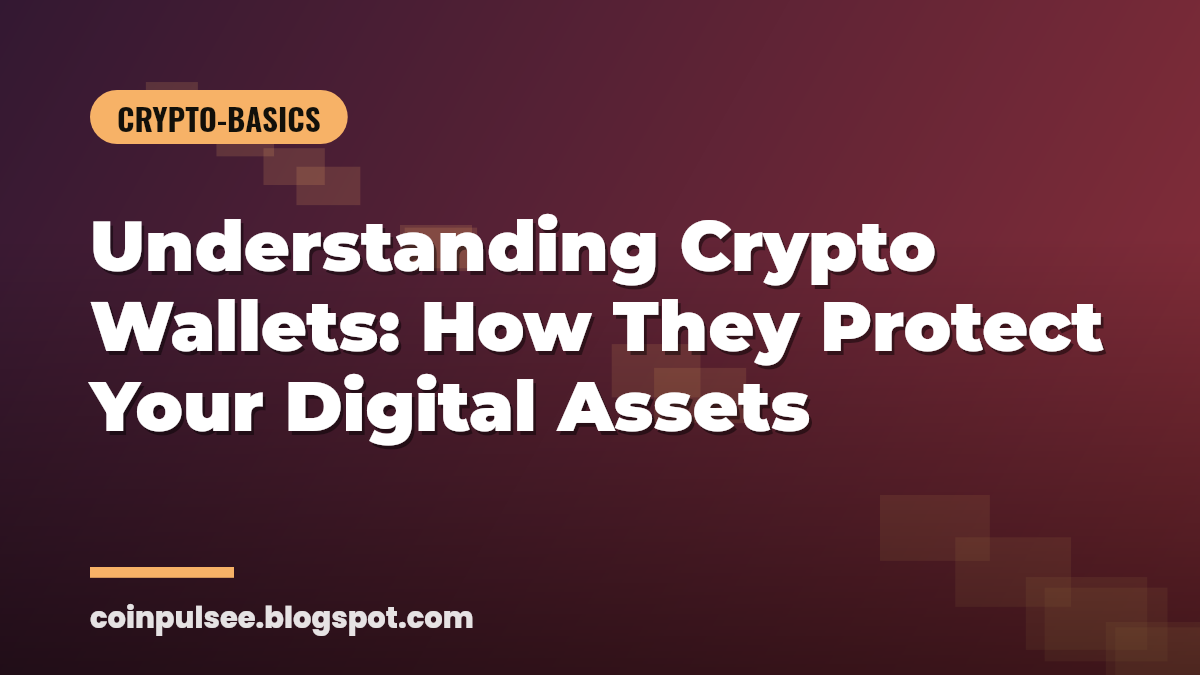 CRYPTO-BASICS
Understanding Crypto
Wallets: How They Protect
Your Digital Assets
coinpulsee.blogspot.com